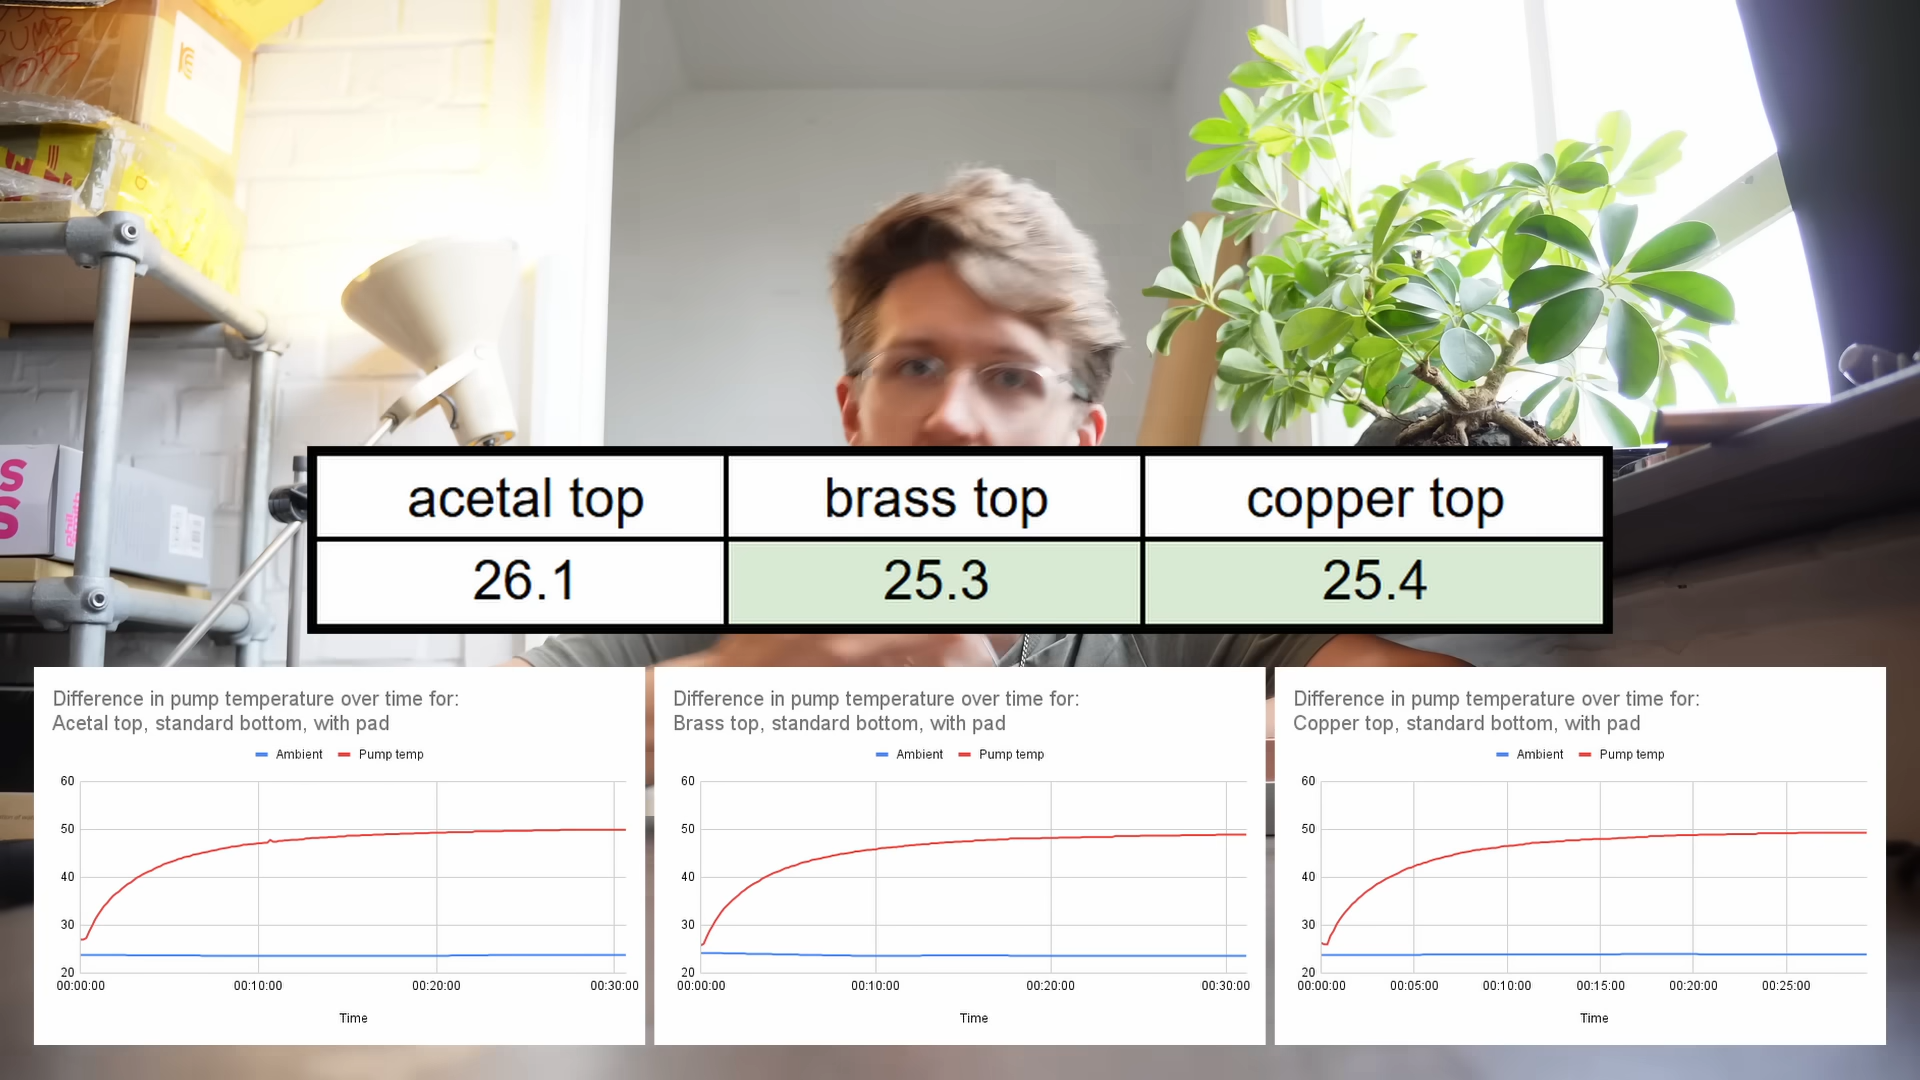 PUMP
TOPS
S
S
acetal top
brass top
copper top
26.1
25.3
25.4
Difference in pump temperature over time for:
Acetal top, standard bottom, with pad
Ambient
Pump temp
60
50
40
30
20
00:00:00
00:10:00
00:20:00
00:30:00
Time
Difference in pump temperature over time for:
Brass top, standard bottom, with pad
Ambient
Pump temp
60
50
40
30
20
00:00:00
00:10:00
00:20:00
00:30:00
Time
Difference in pump temperature over time for:
Copper top, standard bottom, with pad
Ambient
Pump temp
60
50
40
30
20
00:00:00
00:05:00
00:10:00
00:15:00
00:20:00
00:25:00
Time